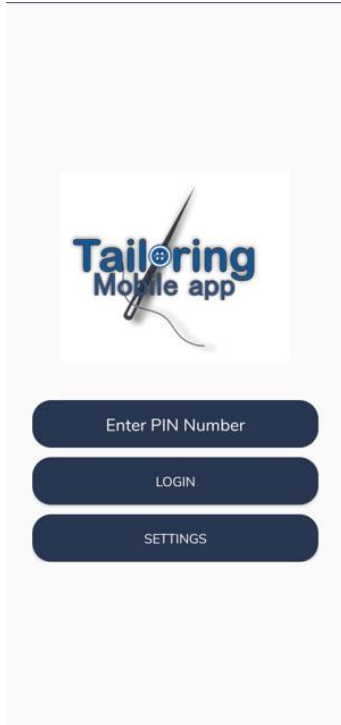 Tailoring
Mobile app
Enter PIN Number
LOGIN
SETTINGS